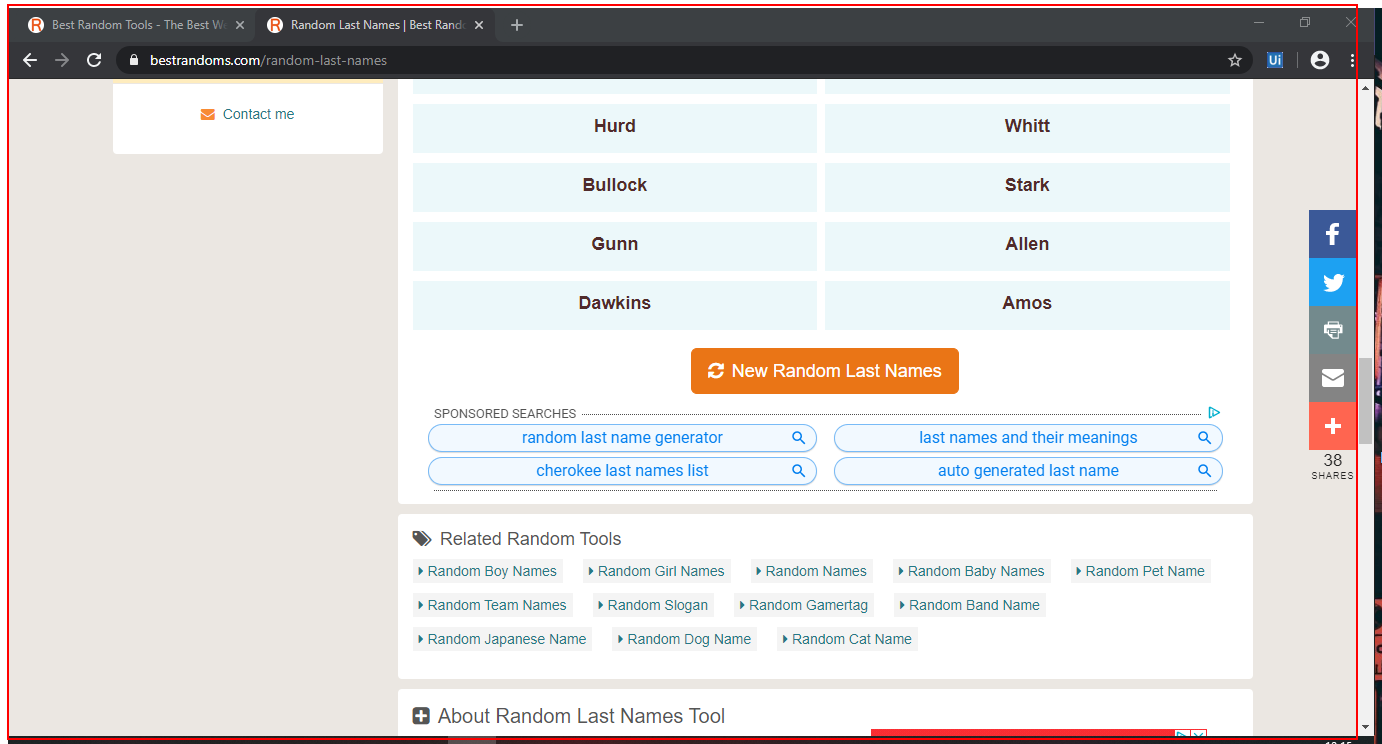 Best Random Tools - The Best W
Random Last Names | Best Rand
bestrandoms.com/random-last-names
Ui
Contact me
Hurd Whitt
Bullock Stark
Gunn Allen
Dawkins Amos
New Random Last Names
SPONSORED SEARCHES
random last name generator last names and their meanings
cherokee last names list auto generated last name
38
SHARES
Related Random Tools
Random Boy Names Random Girl Names Random Names Random Baby Names Random Pet Name
Random Team Names Random Slogan Random Gamertag Random Band Name
Random Japanese Name Random Dog Name Random Cat Name
About Random Last Names Tool